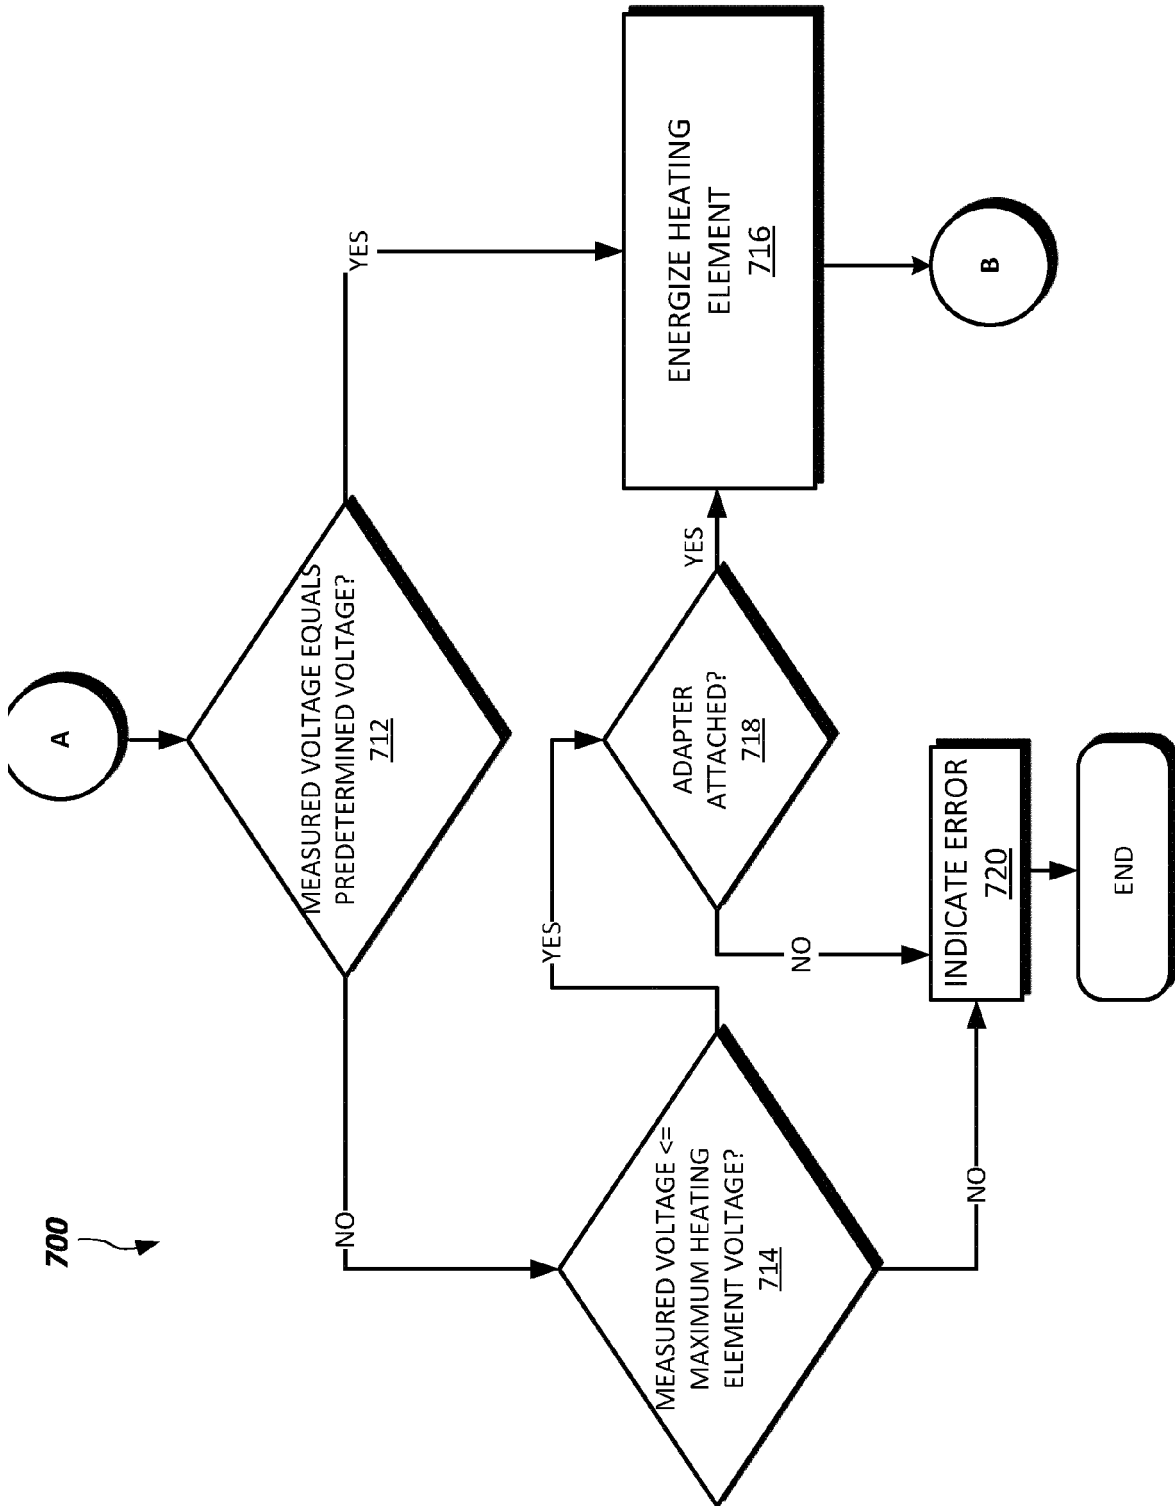 700
A
MEASURED VOLTAGE EQUALS
PREDETERMINED VOLTAGE?
712
NO
YES
MEASURED VOLTAGE <=
MAXIMUM HEATING
ELEMENT VOLTAGE?
714
YES
NO
ADAPTER
ATTACHED?
718
YES
NO
ENERGIZE HEATING
ELEMENT
716
INDICATE ERROR
720
END
B